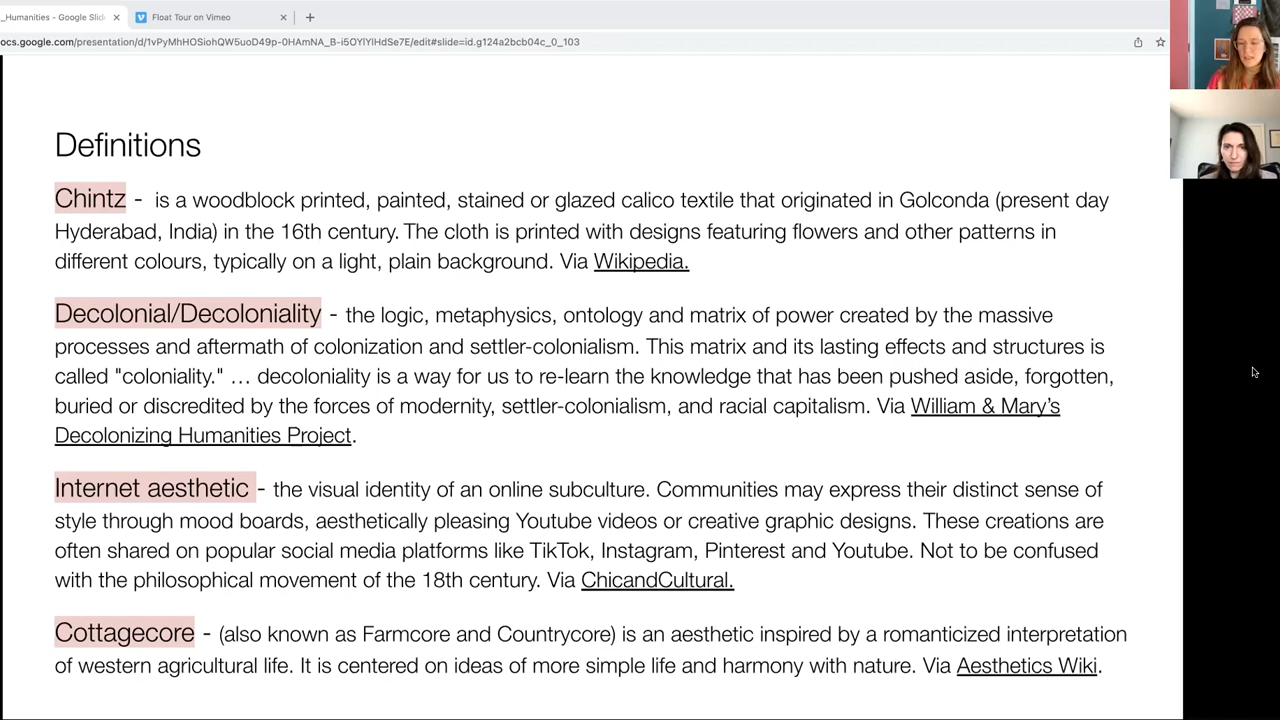 _Humanities - Google Slid
Float Tour on Vimeo
ocs.google.com/presentation/d/1vPyMhHOSiohQW5uoD49p-0HAmNA_B-i5OYlYlHdSe7E/edit#slide=id.g124a2bcb04c_0_103
Definitions
Chintz - is a woodblock printed, painted, stained or glazed calico textile that originated in Golconda (present day
Hyderabad, India) in the 16th century. The cloth is printed with designs featuring flowers and other patterns in
different colours, typically on a light, plain background. Via Wikipedia.
Decolonial/Decoloniality - the logic, metaphysics, ontology and matrix of power created by the massive
processes and aftermath of colonization and settler-colonialism. This matrix and its lasting effects and structures is
called "coloniality." … decoloniality is a way for us to re-learn the knowledge that has been pushed aside, forgotten,
buried or discredited by the forces of modernity, settler-colonialism, and racial capitalism. Via William & Mary’s
Decolonizing Humanities Project.
Internet aesthetic - the visual identity of an online subculture. Communities may express their distinct sense of
style through mood boards, aesthetically pleasing Youtube videos or creative graphic designs. These creations are
often shared on popular social media platforms like TikTok, Instagram, Pinterest and Youtube. Not to be confused
with the philosophical movement of the 18th century. Via ChicandCultural.
Cottagecore - (also known as Farmcore and Countrycore) is an aesthetic inspired by a romanticized interpretation
of western agricultural life. It is centered on ideas of more simple life and harmony with nature. Via Aesthetics Wiki.